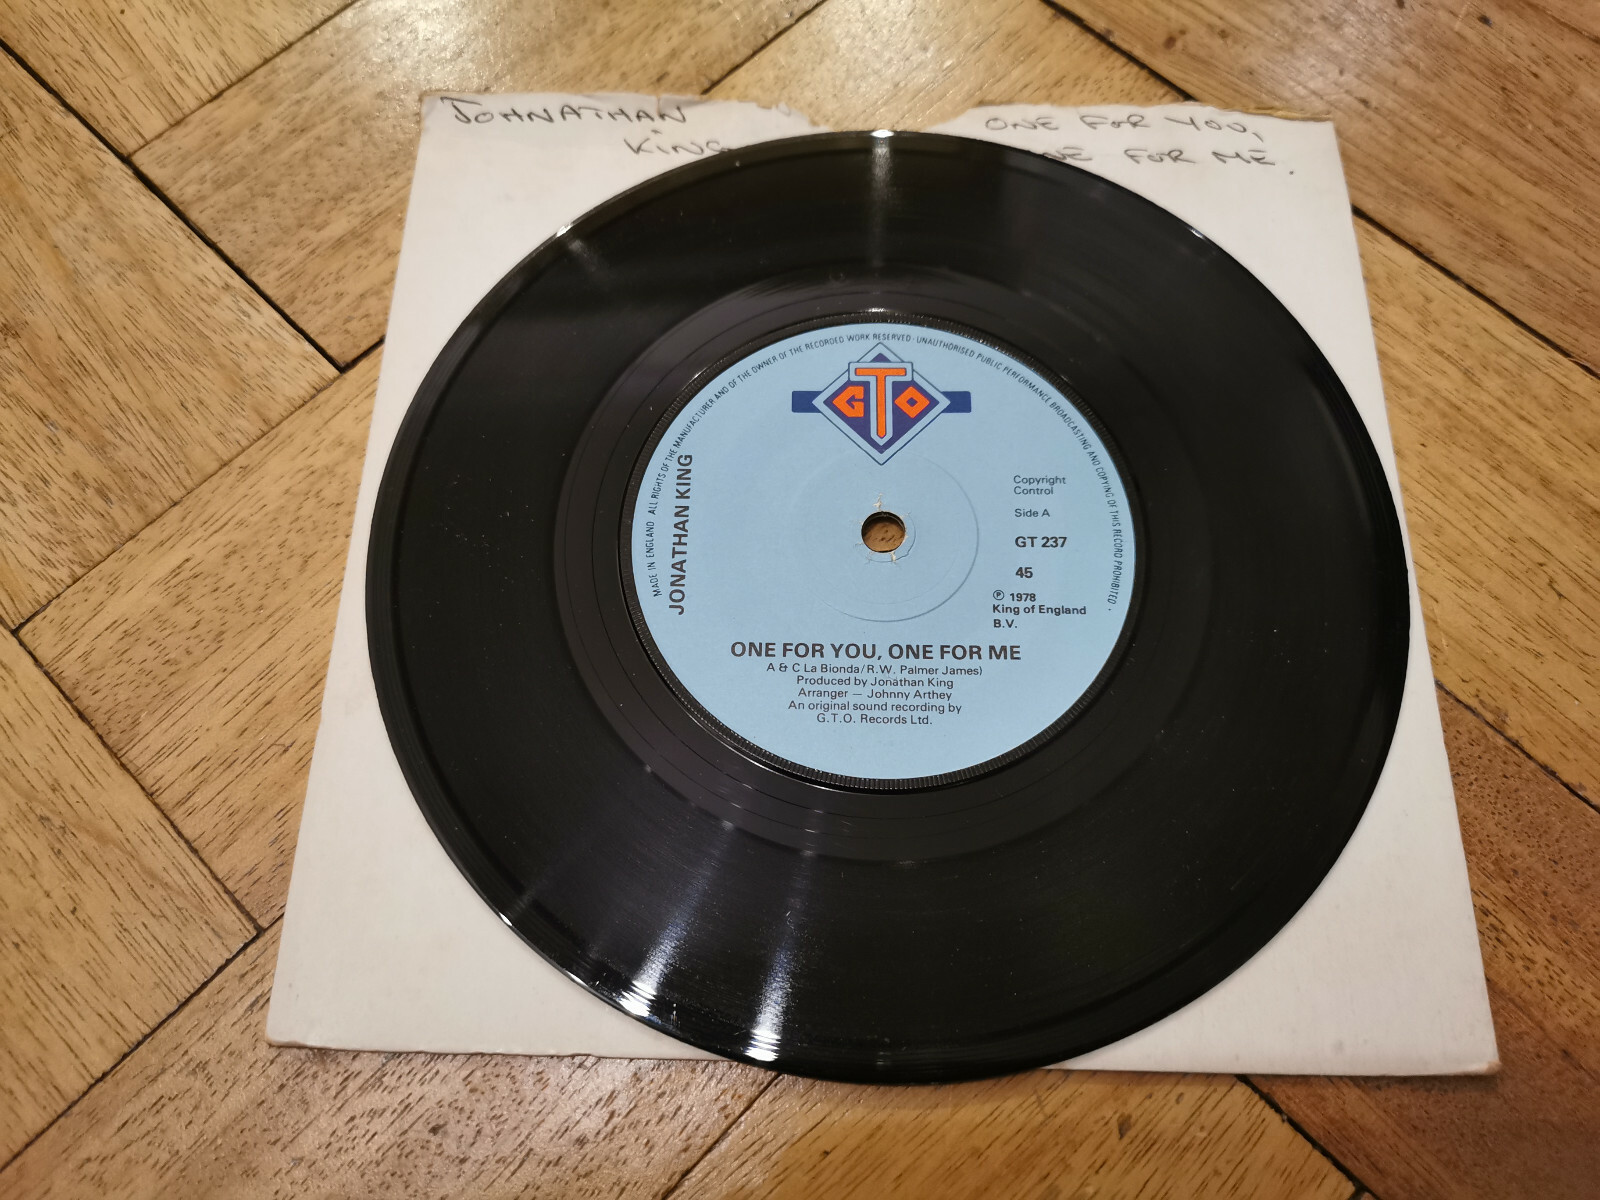 JOHNATHAN
KING
ONE FOR YOU,
FOR ME.
MADE IN ENGLAND ALL RIGHTS OF THE MANUFACTURER AND OF THE OWNER OF THE RECORDED WORK RESERVED · UNAUTHORISED PUBLIC PERFORMANCE BROADCASTING AND COPYING OF THIS RECORD PROHIBITED ·
GTO
JONATHAN KING
Copyright
Control
Side A
GT 237
45
℗ 1978
King of England
B.V.
ONE FOR YOU, ONE FOR ME
A & C La Bionda/R.W. Palmer James)
Produced by Jonathan King
Arranger — Johnny Arthey
An original sound recording by
G.T.O. Records Ltd.